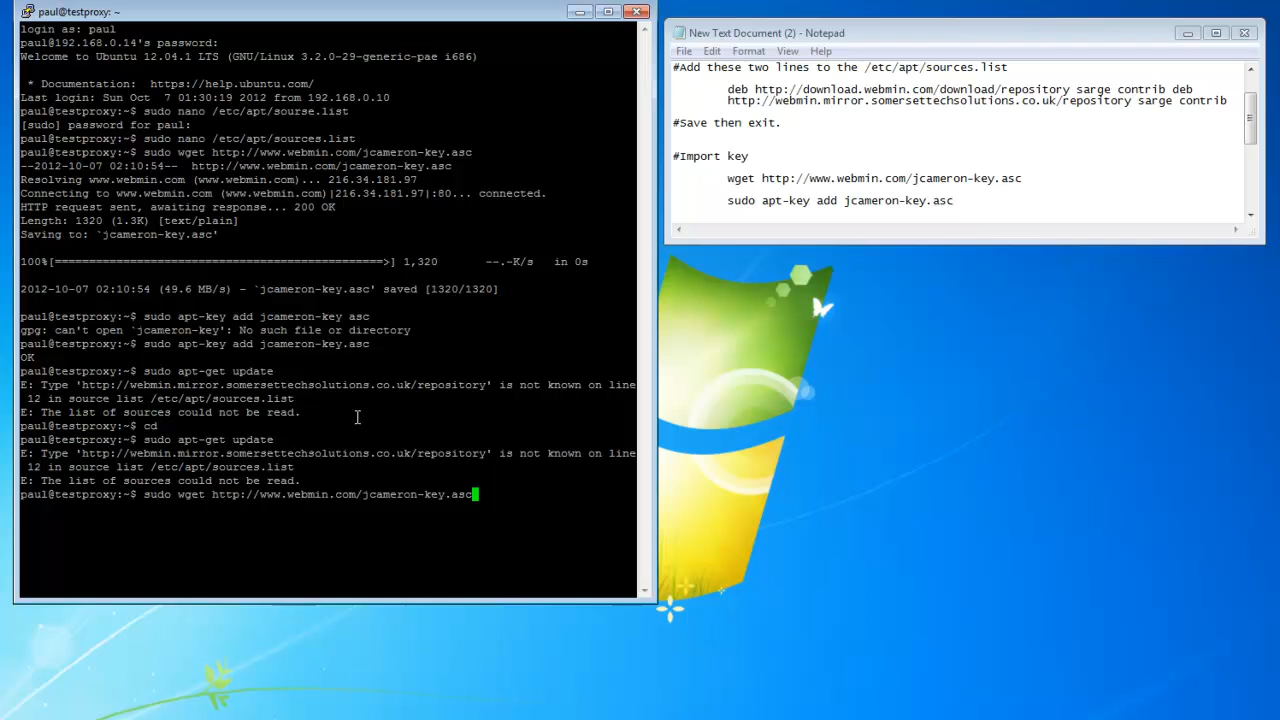 paul@testproxy: ~
login as: paul
paul@192.168.0.14's password:
Welcome to Ubuntu 12.04.1 LTS (GNU/Linux 3.2.0-29-generic-pae i686)
* Documentation:  https://help.ubuntu.com/
Last login: Sun Oct  7 01:30:19 2012 from 192.168.0.10
paul@testproxy:~$ sudo nano /etc/apt/sourse.list
[sudo] password for paul:
paul@testproxy:~$ sudo nano /etc/apt/sources.list
paul@testproxy:~$ sudo wget http://www.webmin.com/jcameron-key.asc
--2012-10-07 02:10:54--  http://www.webmin.com/jcameron-key.asc
Resolving www.webmin.com (www.webmin.com)... 216.34.181.97
Connecting to www.webmin.com (www.webmin.com)|216.34.181.97|:80... connected.
HTTP request sent, awaiting response... 200 OK
Length: 1320 (1.3K) [text/plain]
Saving to: `jcameron-key.asc'
100%[================================================>] 1,320       --.-K/s   in 0s
2012-10-07 02:10:54 (49.6 MB/s) - `jcameron-key.asc' saved [1320/1320]
paul@testproxy:~$ sudo apt-key add jcameron-key asc
gpg: can't open `jcameron-key': No such file or directory
paul@testproxy:~$ sudo apt-key add jcameron-key.asc
OK
paul@testproxy:~$ sudo apt-get update
E: Type 'http://webmin.mirror.somersettechsolutions.co.uk/repository' is not known on line
12 in source list /etc/apt/sources.list
E: The list of sources could not be read.
paul@testproxy:~$ cd
paul@testproxy:~$ sudo apt-get update
E: Type 'http://webmin.mirror.somersettechsolutions.co.uk/repository' is not known on line
12 in source list /etc/apt/sources.list
E: The list of sources could not be read.
paul@testproxy:~$ sudo wget http://www.webmin.com/jcameron-key.asc
New Text Document (2) - Notepad
File Edit Format View Help
#Add these two lines to the /etc/apt/sources.list
deb http://download.webmin.com/download/repository sarge contrib deb
http://webmin.mirror.somersettechsolutions.co.uk/repository sarge contrib
#Save then exit.
#Import key
wget http://www.webmin.com/jcameron-key.asc
sudo apt-key add jcameron-key.asc